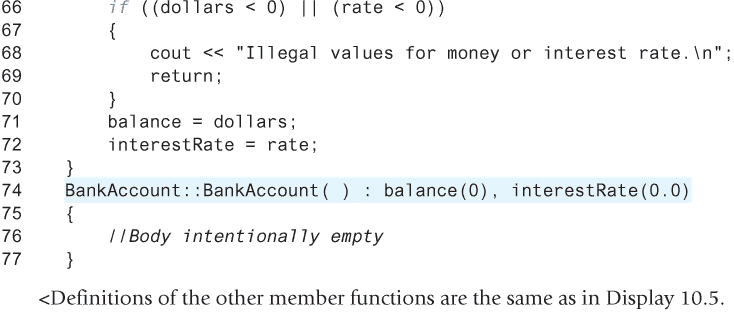 66 if ((dollars < 0) || (rate < 0))
67 {
68 cout << "Illegal values for money or interest rate.\n";
69 return;
70 }
71 balance = dollars;
72 interestRate = rate;
73 }
74 BankAccount::BankAccount( ) : balance(0), interestRate(0.0)
75 {
76 //Body intentionally empty
77 }
<Definitions of the other member functions are the same as in Display 10.5.